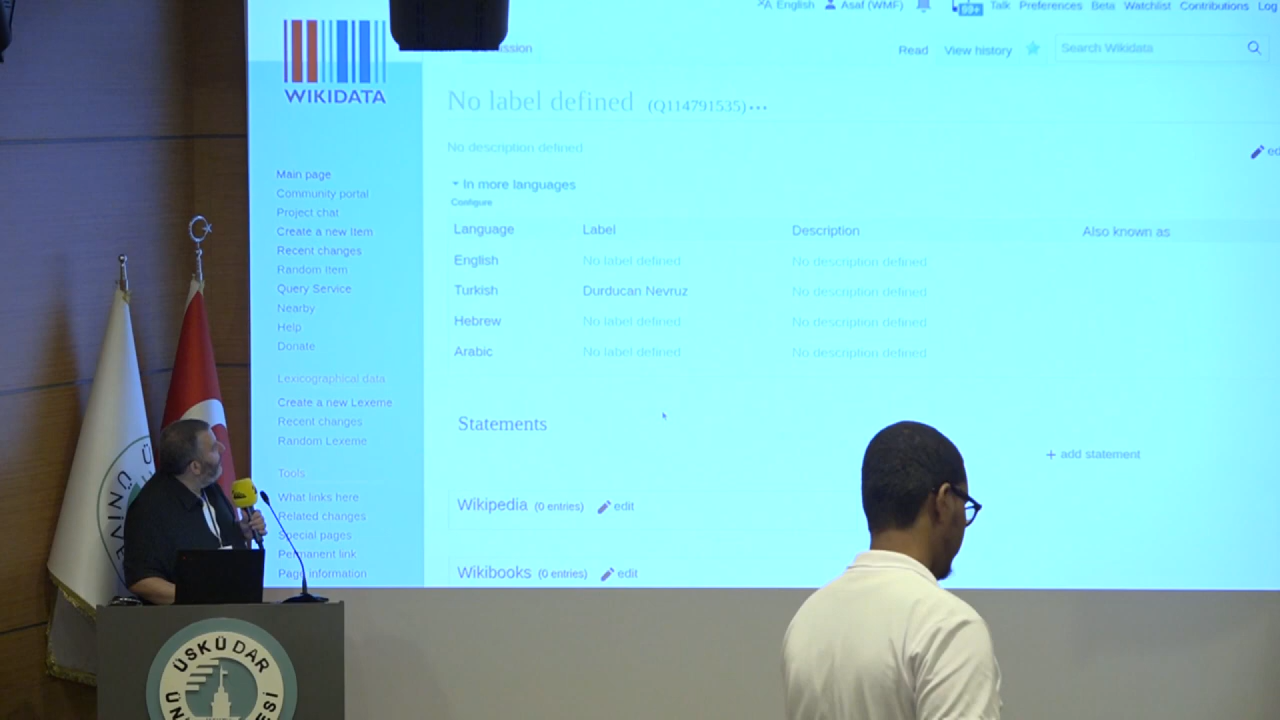 English Asaf (WMF) 99+ Talk Preferences Beta Watchlist Contributions Log
Read View history Search Wikidata
WIKIDATA
No label defined (Q114791535)
No description defined
In more languages
Configure
Language Label Description Also known as
English No label defined No description defined
Turkish Durducan Nevruz No description defined
Hebrew No label defined No description defined
Arabic No label defined No description defined
Statements
+ add statement
Wikipedia (0 entries) edit
Wikibooks (0 entries) edit
Main page
Community portal
Project chat
Create a new Item
Recent changes
Random Item
Query Service
Nearby
Help
Donate
Lexicographical data
Create a new Lexeme
Recent changes
Random Lexeme
Tools
What links here
Related changes
Special pages
Permanent link
Page information
ÜSKÜDAR